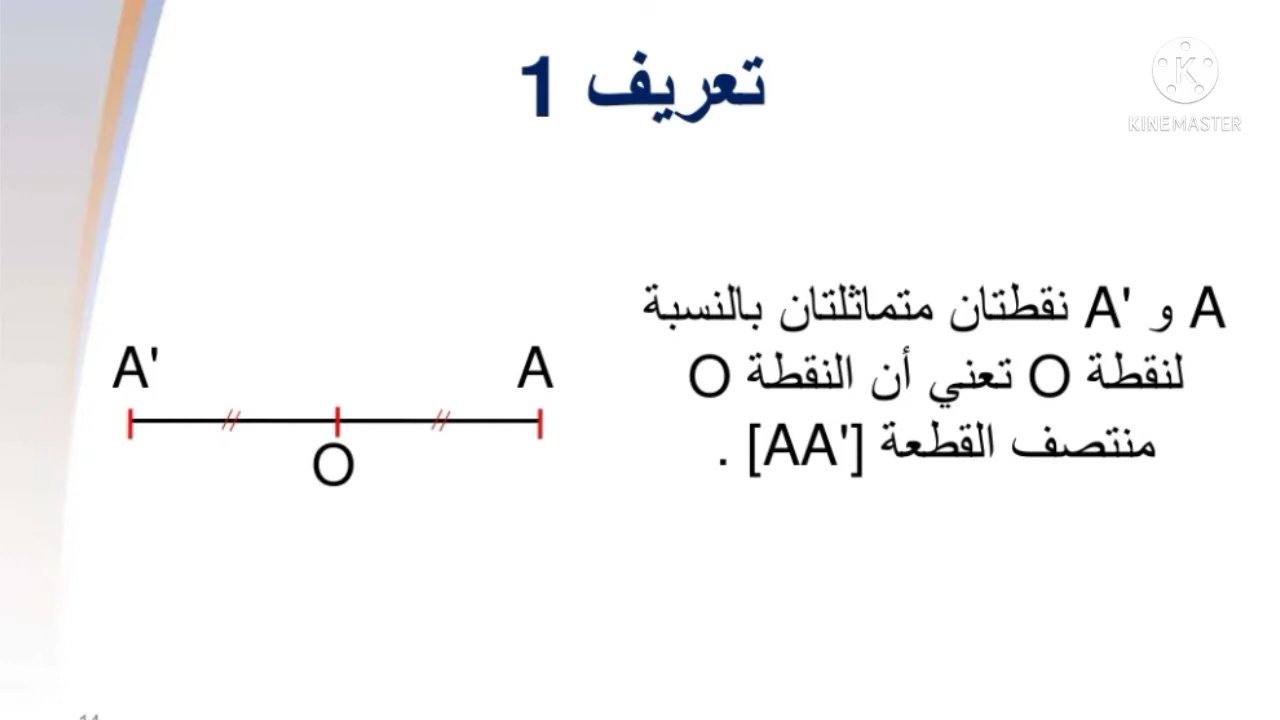 تعريف 1
KINEMASTER
A و A' نقطتان متماثلتان بالنسبة
لنقطة O تعني أن النقطة O
منتصف القطعة [AA'] .
A' A
O